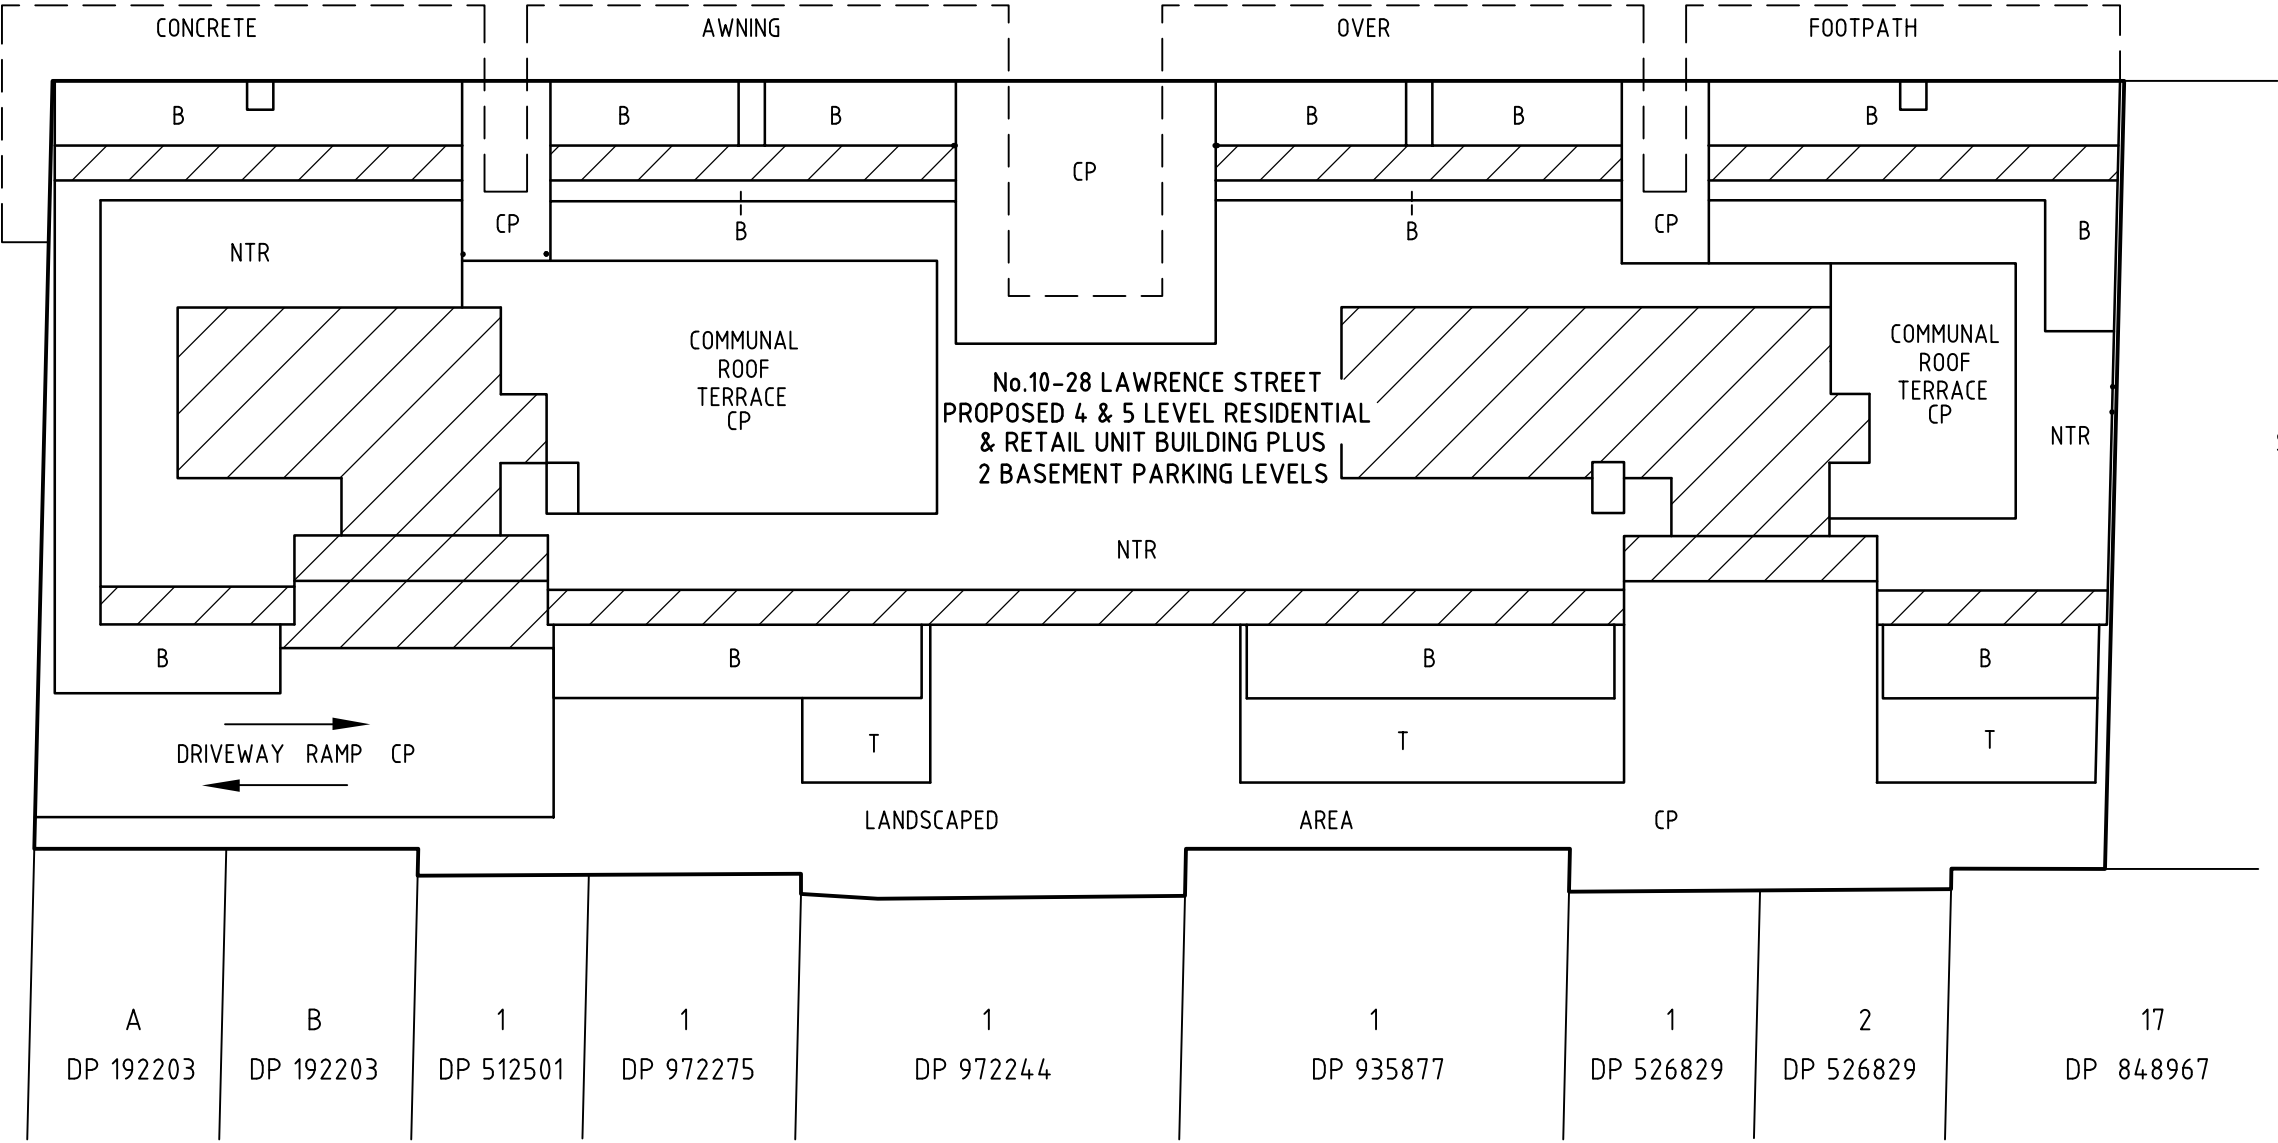 CONCRETE AWNING OVER FOOTPATH
B B B B B B
CP
CP CP
B B B
NTR
COMMUNAL
ROOF
TERRACE
CP
COMMUNAL
ROOF
TERRACE
CP
No.10-28 LAWRENCE STREET
PROPOSED 4 & 5 LEVEL RESIDENTIAL
& RETAIL UNIT BUILDING PLUS
2 BASEMENT PARKING LEVELS
NTR
NTR
B B B B
T T T
DRIVEWAY RAMP CP
LANDSCAPED AREA CP
A B 1 1 1 1 1 2 17
DP 192203 DP 192203 DP 512501 DP 972275 DP 972244 DP 935877 DP 526829 DP 526829 DP 848967